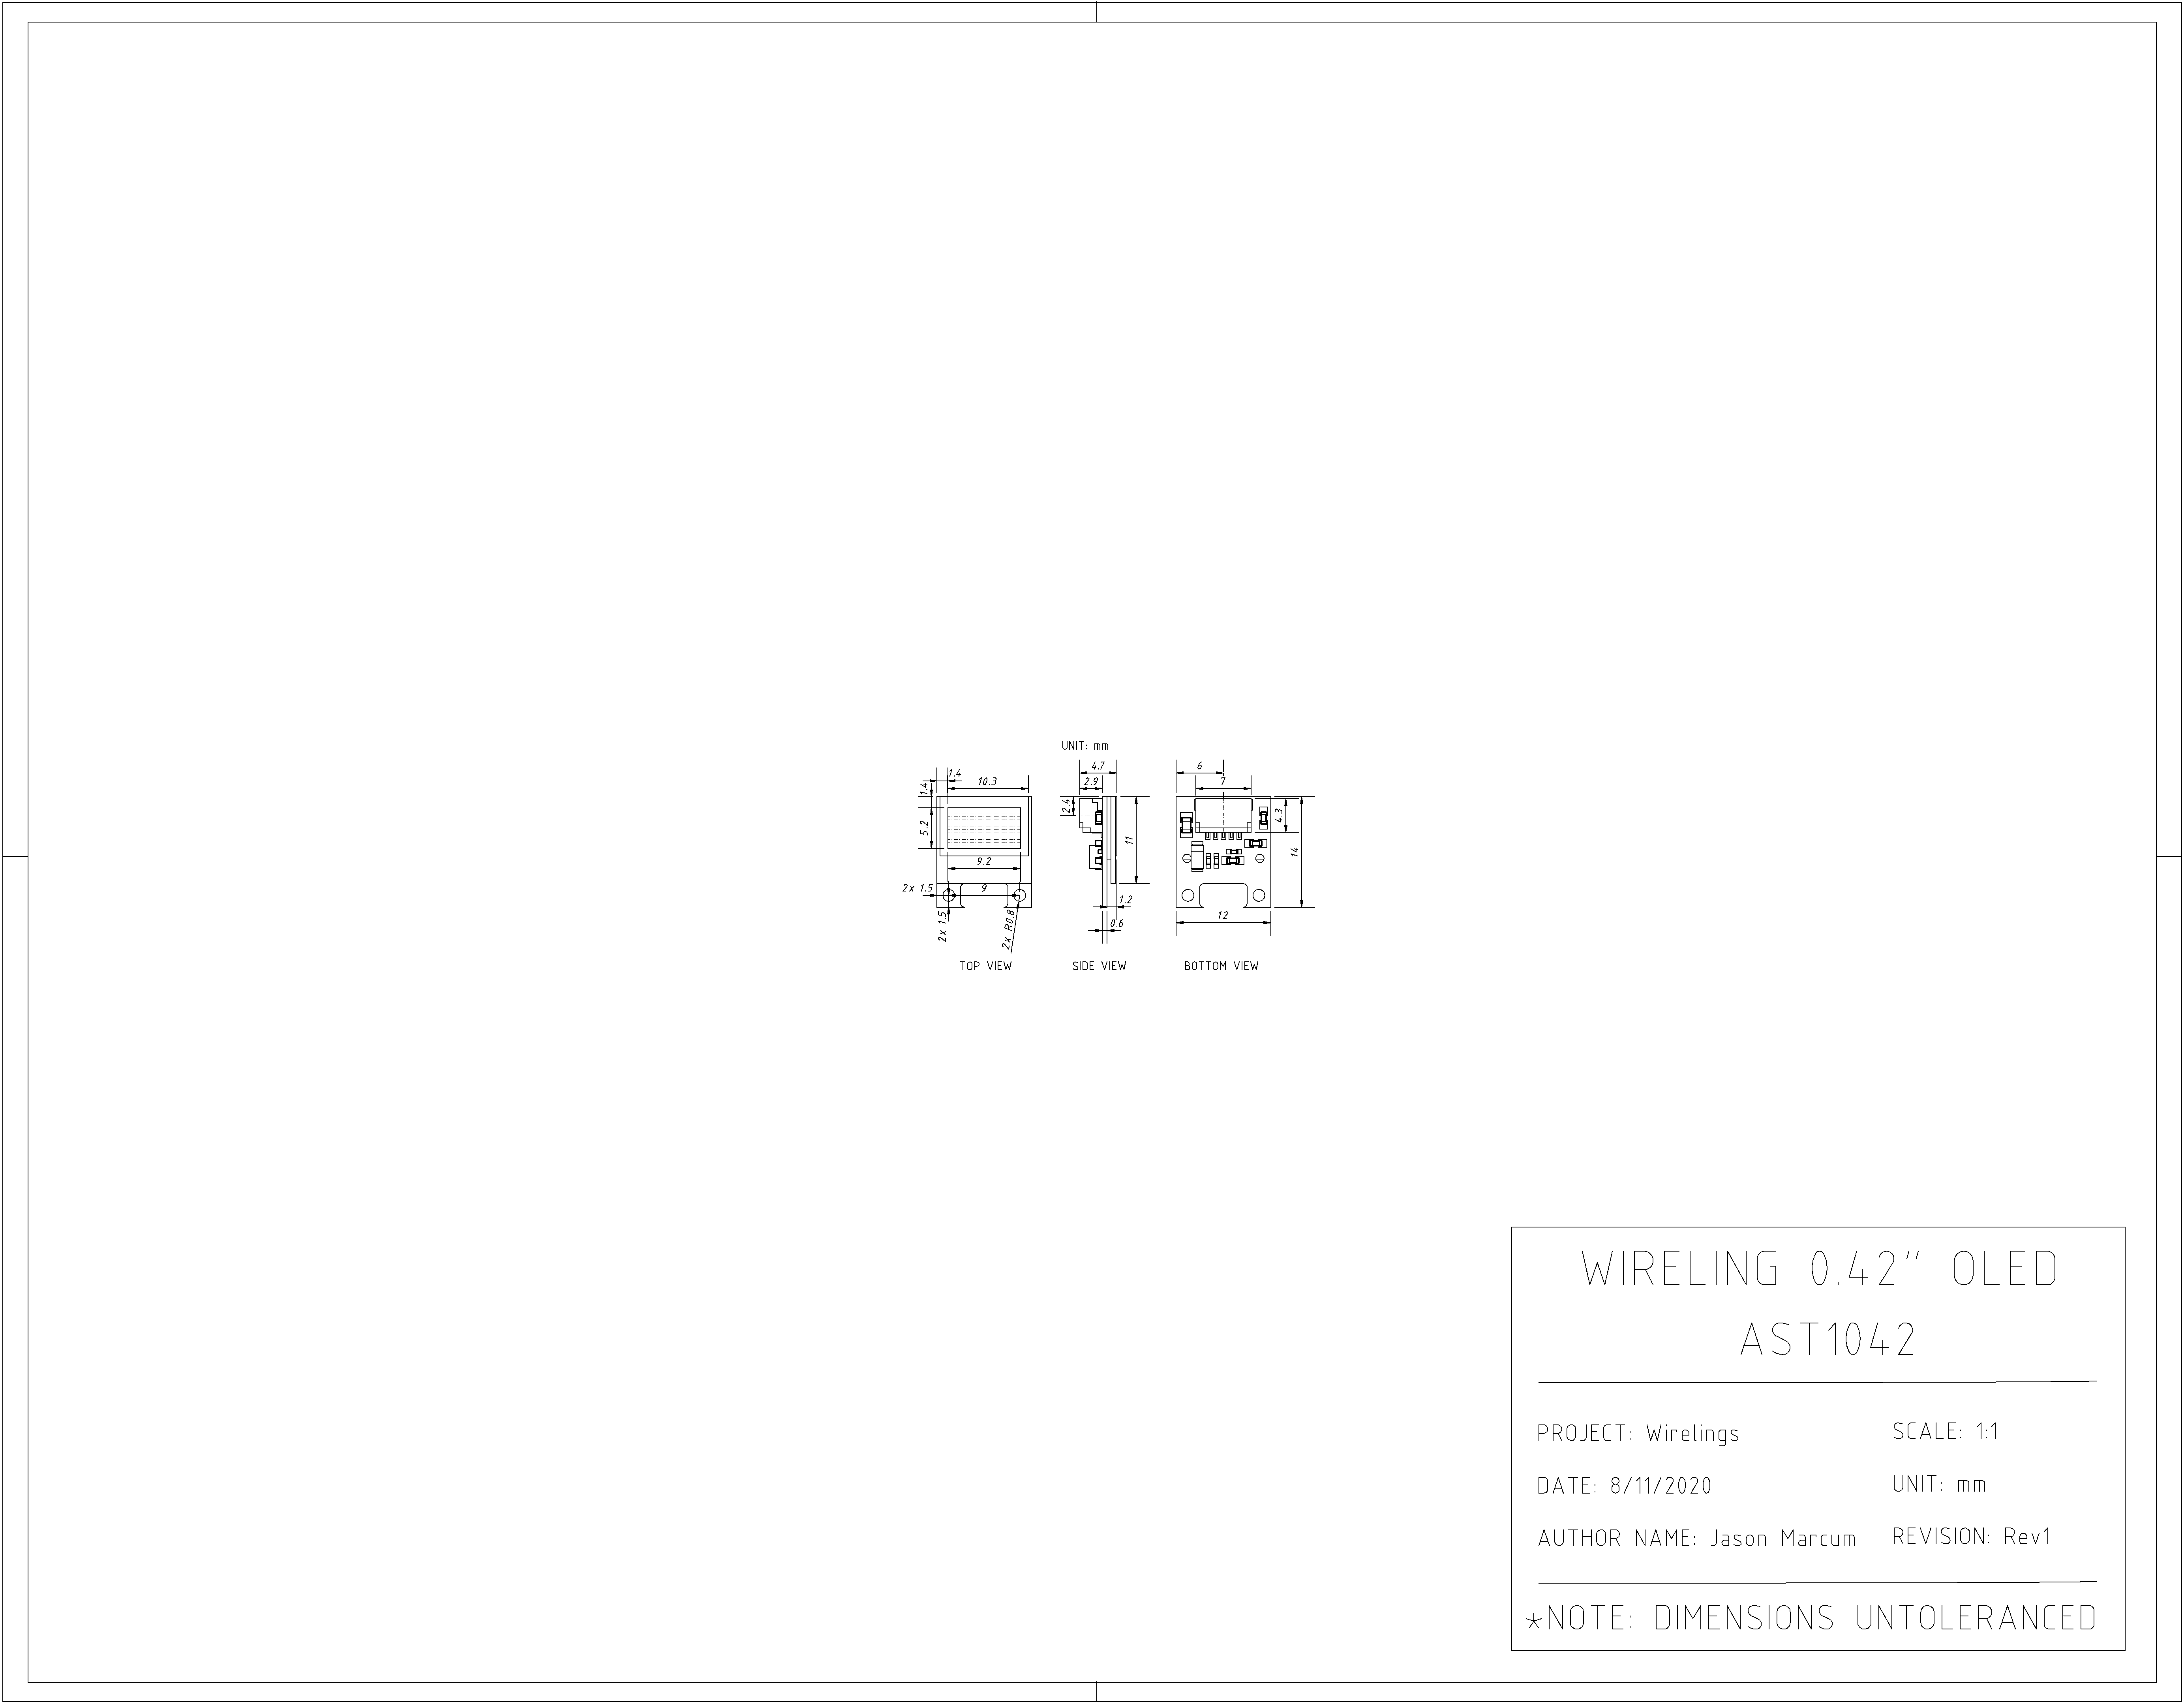 UNIT: mm
1.4
10.3
1.4
5.2
9.2
2x 1.5
9
2x 1.5
2x R0.8
TOP VIEW
4.7
2.9
2.4
11
1.2
0.6
SIDE VIEW
6
7
4.3
14
12
BOTTOM VIEW
WIRELING 0.42" OLED
AST1042
PROJECT: Wirelings
SCALE: 1:1
DATE: 8/11/2020
UNIT: mm
AUTHOR NAME: Jason Marcum
REVISION: Rev1
*NOTE: DIMENSIONS UNTOLERANCED